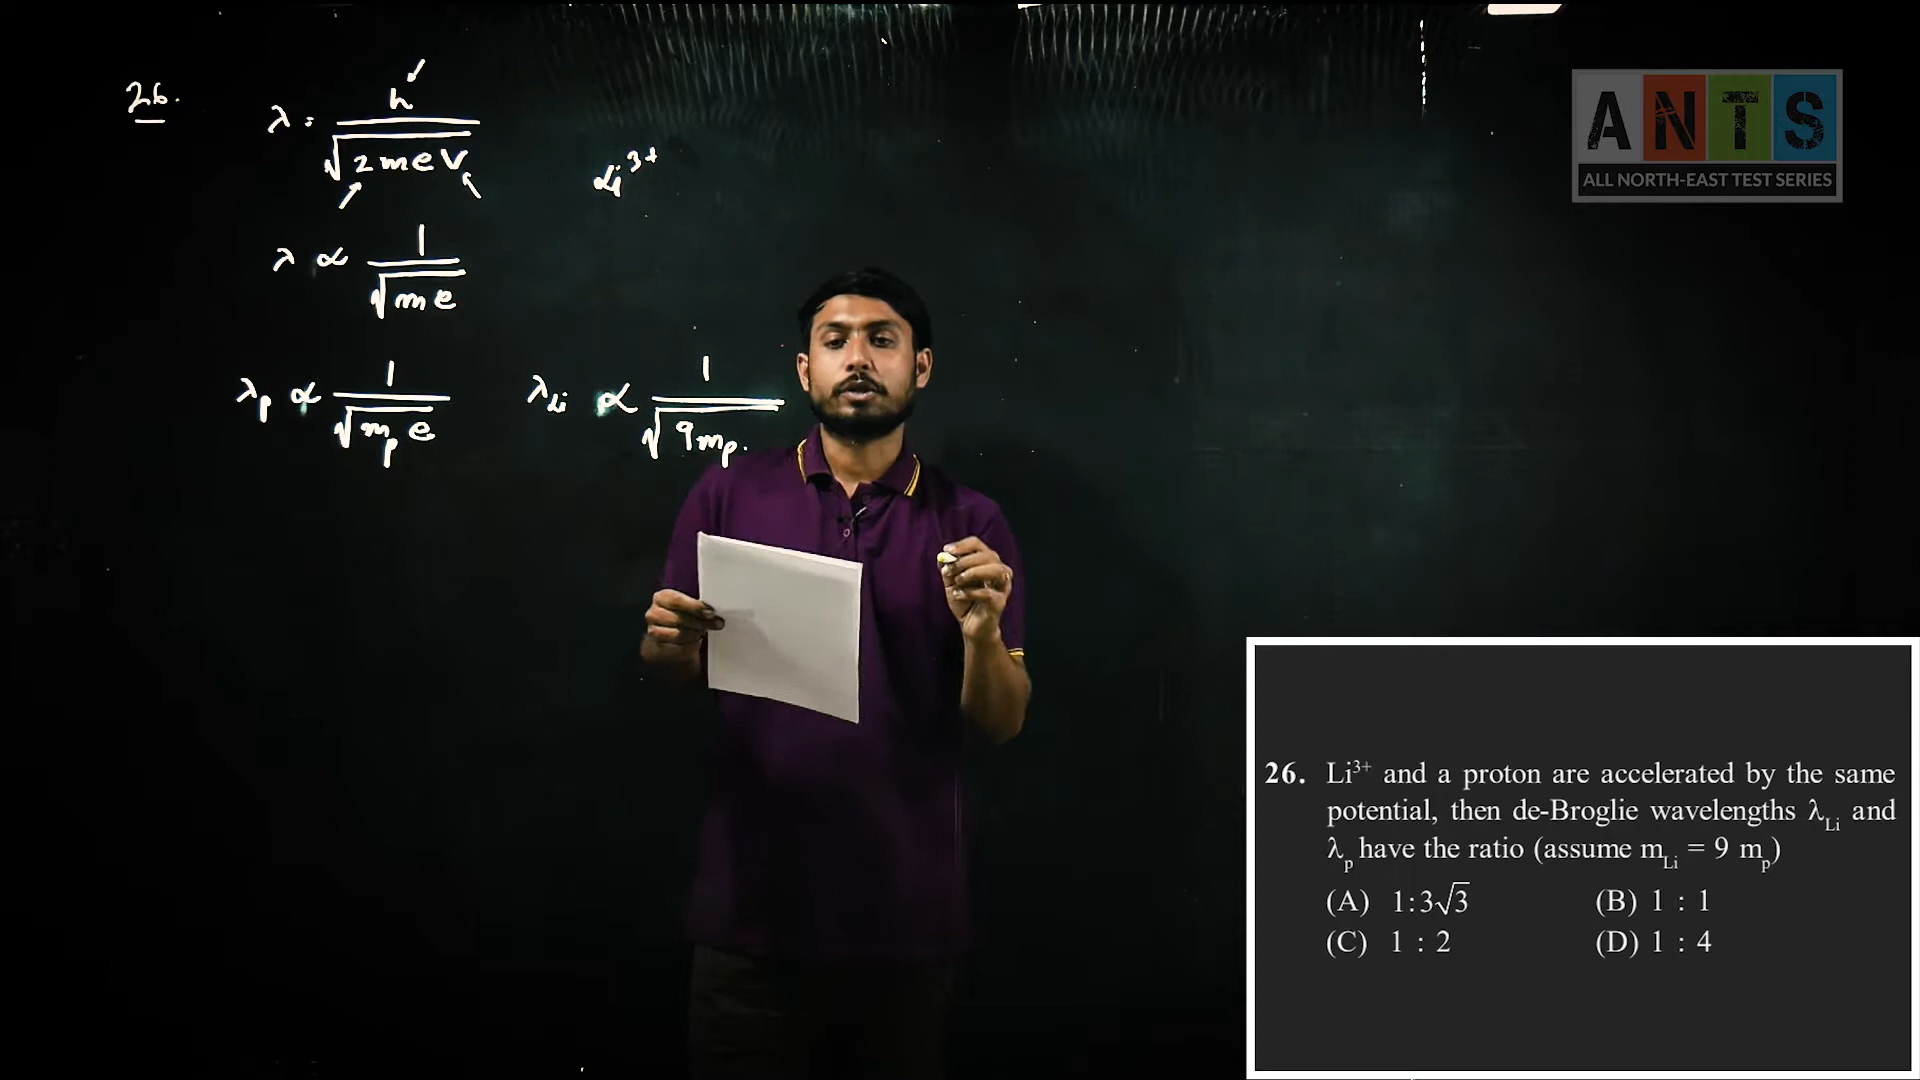 26.
λ = h / √2meV
Li³⁺
λ ∝ 1 / √me
λₚ ∝ 1 / √mₚe
λLi ∝ 1 / √9mₚ.
ANTS
ALL NORTH-EAST TEST SERIES
26. Li³⁺ and a proton are accelerated by the same
potential, then de-Broglie wavelengths λLi and
λₚ have the ratio (assume mLi = 9 mₚ)
(A) 1:3√3 (B) 1 : 1
(C) 1 : 2 (D) 1 : 4